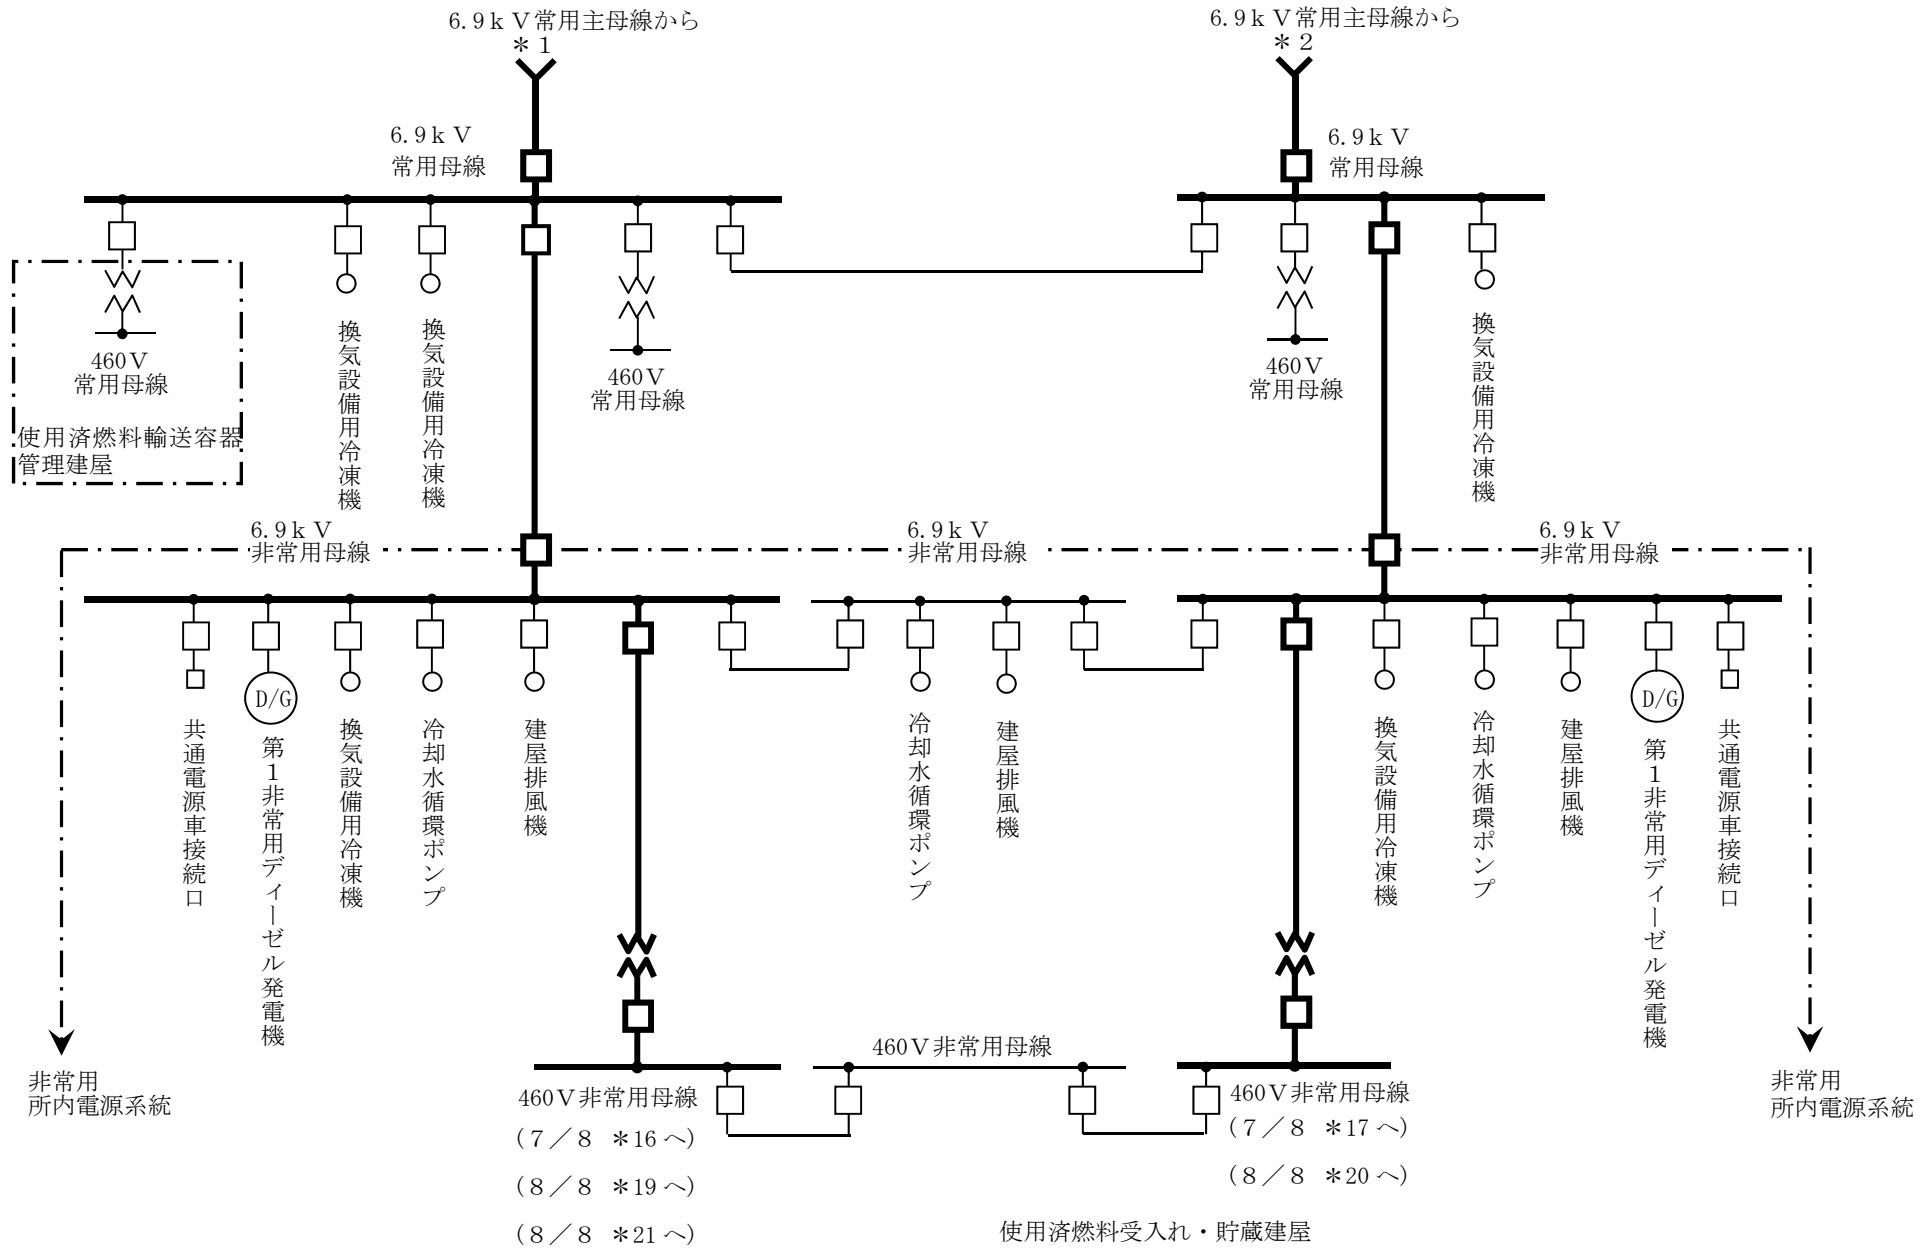 6.9kV常用主母線から
＊1
6.9kV常用主母線から
＊2
6.9kV
常用母線
6.9kV
常用母線
460V
常用母線
使用済燃料輸送容器
管理建屋
換気設備用冷凍機
換気設備用冷凍機
460V
常用母線
460V
常用母線
換気設備用冷凍機
6.9kV
非常用母線
6.9kV
非常用母線
6.9kV
非常用母線
共通電源車接続口
D/G
第1非常用ディーゼル発電機
換気設備用冷凍機
冷却水循環ポンプ
建屋排風機
冷却水循環ポンプ
建屋排風機
換気設備用冷凍機
冷却水循環ポンプ
建屋排風機
D/G
第1非常用ディーゼル発電機
共通電源車接続口
非常用
所内電源系統
460V非常用母線
(7／8 ＊16へ)
(8／8 ＊19へ)
(8／8 ＊21へ)
460V非常用母線
460V非常用母線
(7／8 ＊17へ)
(8／8 ＊20へ)
非常用
所内電源系統
使用済燃料受入れ・貯蔵建屋